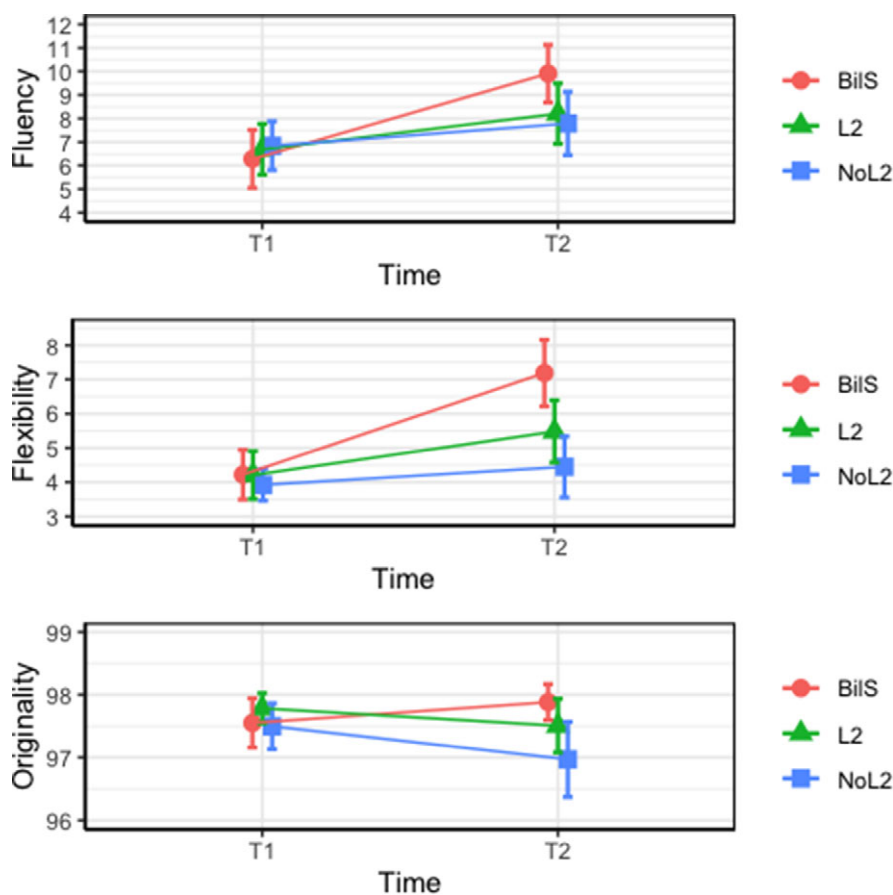 Fluency
12
11
10
9
8
7
6
5
4
T1 T2
Time
BilS
L2
NoL2
Flexibility
8
7
6
5
4
3
T1 T2
Time
BilS
L2
NoL2
Originality
99
98
97
96
T1 T2
Time
BilS
L2
NoL2